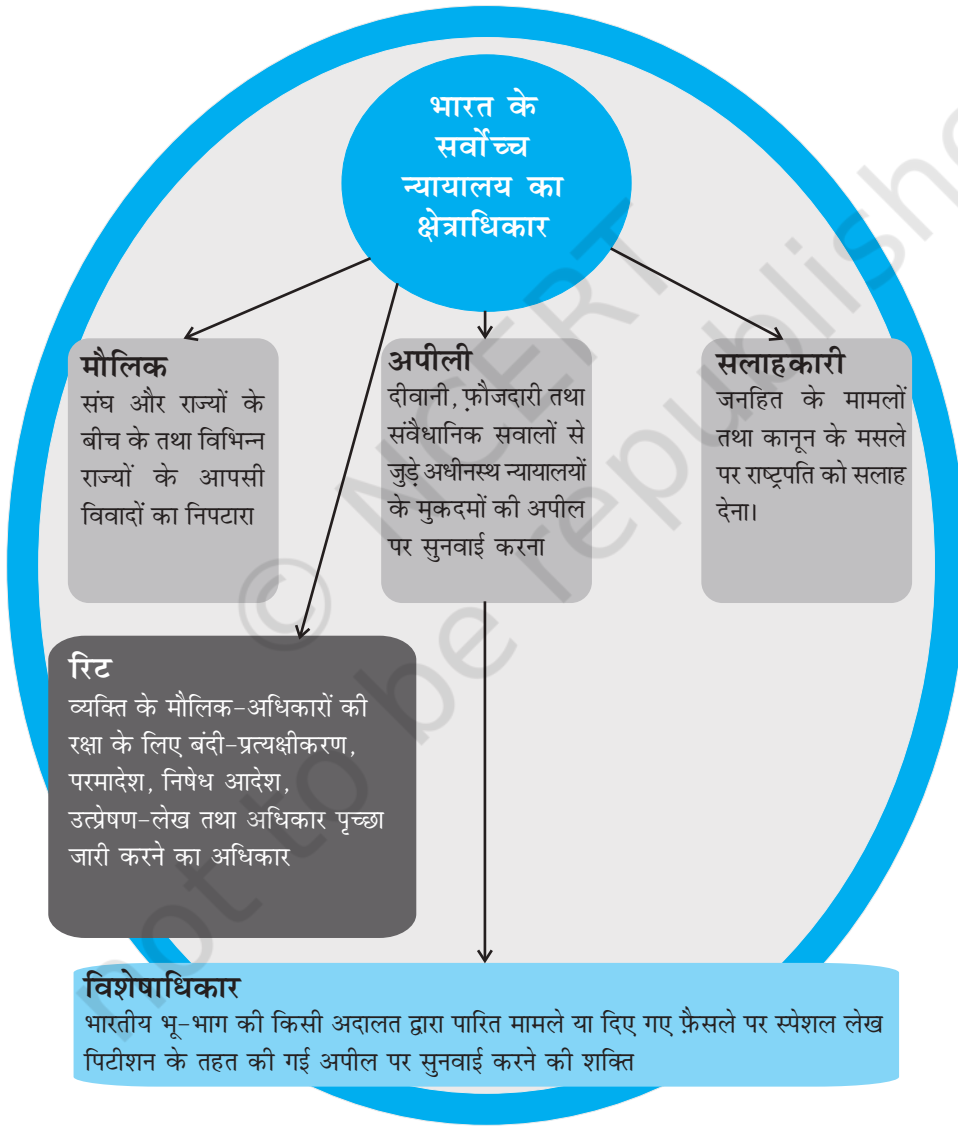 भारत के
सर्वोच्च
न्यायालय का
क्षेत्राधिकार
मौलिक
संघ और राज्यों के
बीच के तथा विभिन्न
राज्यों के आपसी
विवादों का निपटारा
अपीली
दीवानी, फ़ौजदारी तथा
संवैधानिक सवालों से
जुड़े अधीनस्थ न्यायालयों
के मुकदमों की अपील
पर सुनवाई करना
सलाहकारी
जनहित के मामलों
तथा कानून के मसले
पर राष्ट्रपति को सलाह
देना।
रिट
व्यक्ति के मौलिक-अधिकारों की
रक्षा के लिए बंदी-प्रत्यक्षीकरण,
परमादेश, निषेध आदेश,
उत्प्रेषण-लेख तथा अधिकार पृच्छा
जारी करने का अधिकार
विशेषाधिकार
भारतीय भू-भाग की किसी अदालत द्वारा पारित मामले या दिए गए फ़ैसले पर स्पेशल लेख
पिटीशन के तहत की गई अपील पर सुनवाई करने की शक्ति
© NCERT
not to be republishe